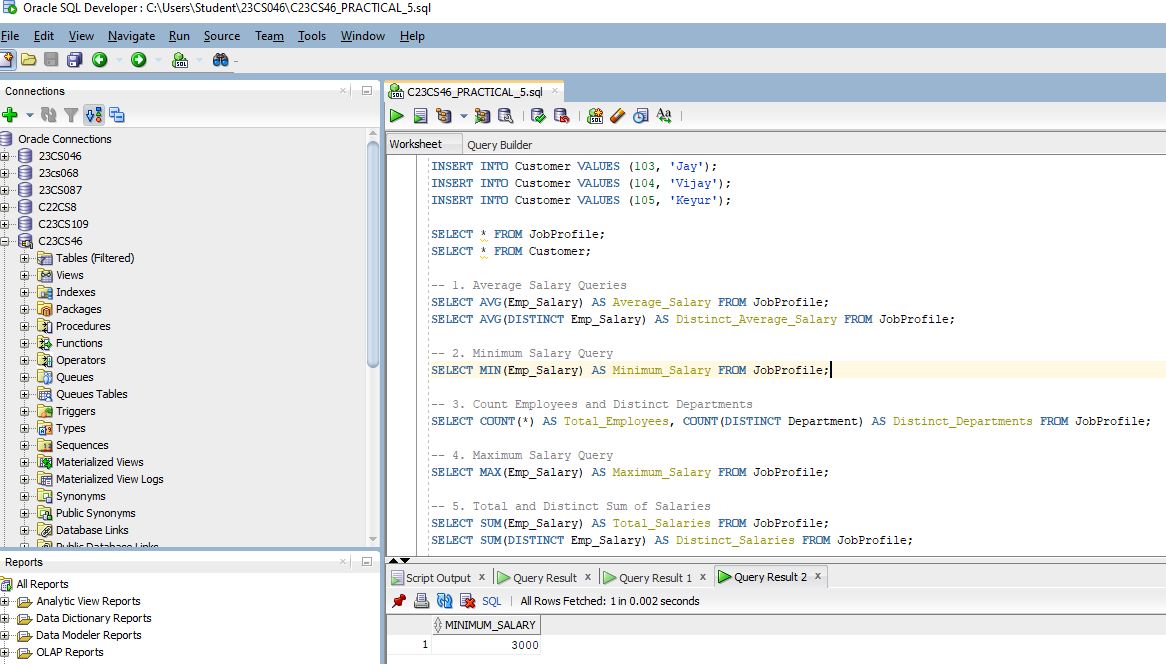 Oracle SQL Developer : C:\Users\Student\23CS046\C23CS46_PRACTICAL_5.sql
File Edit View Navigate Run Source Team Tools Window Help
Connections
Oracle Connections
23CS046
23cs068
23CS087
C22CS8
C23CS109
C23CS46
Tables (Filtered)
Views
Indexes
Packages
Procedures
Functions
Operators
Queues
Queues Tables
Triggers
Types
Sequences
Materialized Views
Materialized View Logs
Synonyms
Public Synonyms
Database Links
Public Database Links
Reports
All Reports
Analytic View Reports
Data Dictionary Reports
Data Modeler Reports
OLAP Reports
C23CS46_PRACTICAL_5.sql
Worksheet Query Builder
INSERT INTO Customer VALUES (103, 'Jay');
INSERT INTO Customer VALUES (104, 'Vijay');
INSERT INTO Customer VALUES (105, 'Keyur');
SELECT * FROM JobProfile;
SELECT * FROM Customer;
-- 1. Average Salary Queries
SELECT AVG(Emp_Salary) AS Average_Salary FROM JobProfile;
SELECT AVG(DISTINCT Emp_Salary) AS Distinct_Average_Salary FROM JobProfile;
-- 2. Minimum Salary Query
SELECT MIN(Emp_Salary) AS Minimum_Salary FROM JobProfile;
-- 3. Count Employees and Distinct Departments
SELECT COUNT(*) AS Total_Employees, COUNT(DISTINCT Department) AS Distinct_Departments FROM JobProfile;
-- 4. Maximum Salary Query
SELECT MAX(Emp_Salary) AS Maximum_Salary FROM JobProfile;
-- 5. Total and Distinct Sum of Salaries
SELECT SUM(Emp_Salary) AS Total_Salaries FROM JobProfile;
SELECT SUM(DISTINCT Emp_Salary) AS Distinct_Salaries FROM JobProfile;
Script Output Query Result Query Result 1 Query Result 2
SQL All Rows Fetched: 1 in 0.002 seconds
MINIMUM_SALARY
1 3000